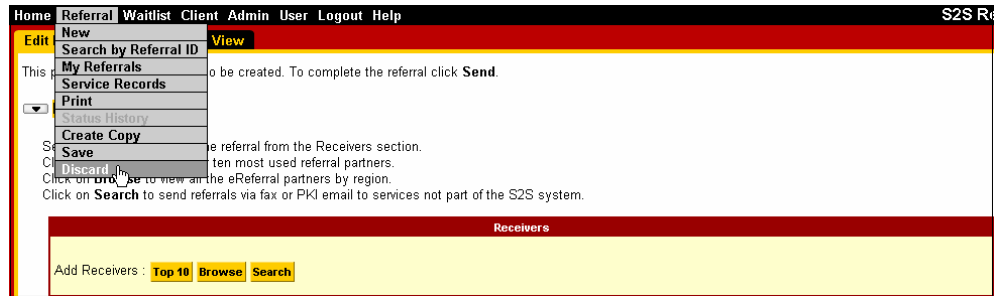 Home Referral Waitlist Client Admin User Logout Help S2S Re
Edit View
New
Search by Referral ID
My Referrals
Service Records
Print
Status History
Create Copy
Save
Discard
This o be created. To complete the referral click Send.
e referral from the Receivers section.
ten most used referral partners.
Click on Browse to view all the eReferral partners by region.
Click on Search to send referrals via fax or PKI email to services not part of the S2S system.
Receivers
Add Receivers : Top 10 Browse Search